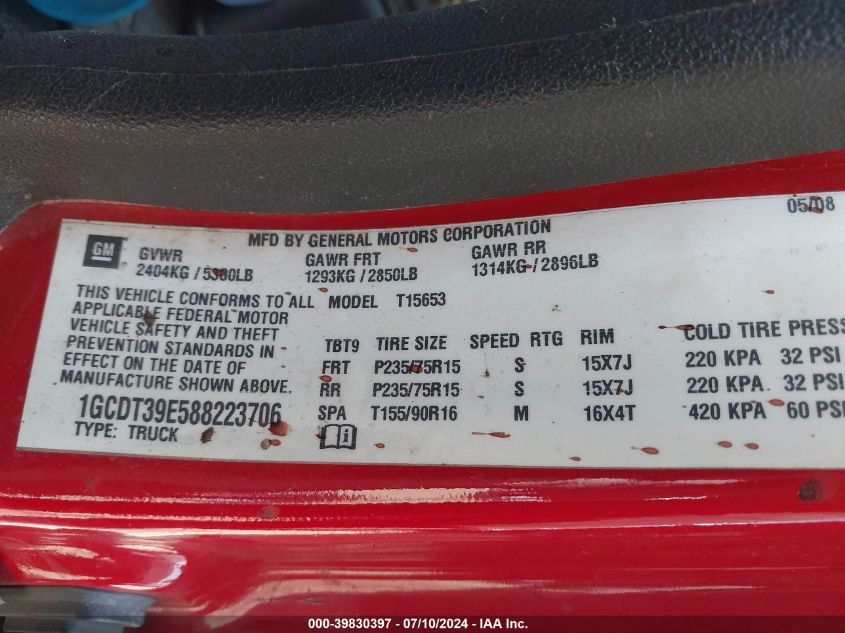 05/08
GM
MFD BY GENERAL MOTORS CORPORATION
GVWR GAWR FRT GAWR RR
2404KG / 5300LB 1293KG / 2850LB 1314KG / 2896LB
THIS VEHICLE CONFORMS TO ALL MODEL T15653
APPLICABLE FEDERAL MOTOR
VEHICLE SAFETY AND THEFT
PREVENTION STANDARDS IN
EFFECT ON THE DATE OF
MANUFACTURE SHOWN ABOVE.
1GCDT39E588223706
TYPE: TRUCK
TBT9 TIRE SIZE SPEED RTG RIM COLD TIRE PRESS
FRT P235/75R15 S 15X7J 220 KPA 32 PSI
RR P235/75R15 S 15X7J 220 KPA 32 PSI
SPA T155/90R16 M 16X4T 420 KPA 60 PSI
000-39830397 - 07/10/2024 - IAA Inc.